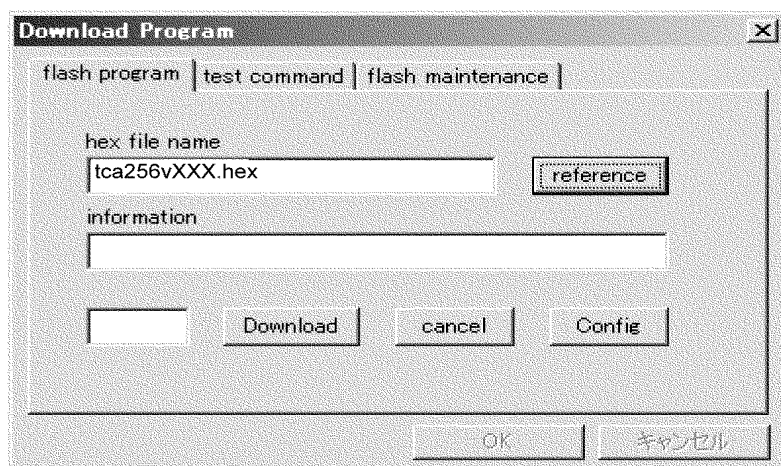 Download Program
flash program test command flash maintenance
hex file name
tca256vXXX.hex reference
information
Download cancel Config
OK キャンセル